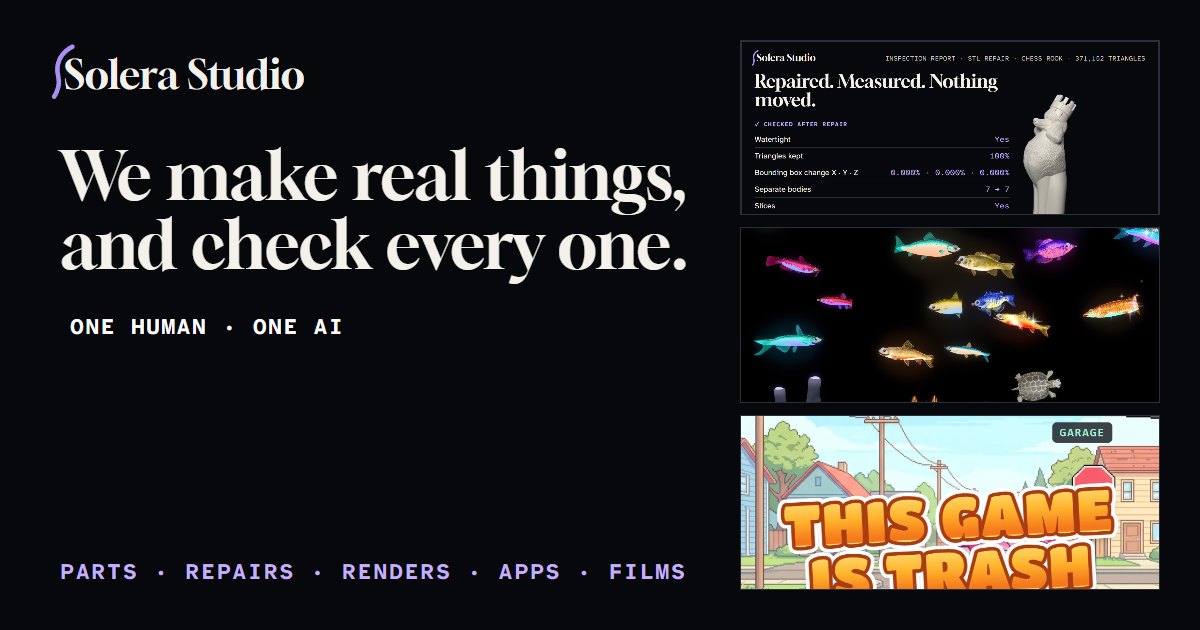 Solera Studio
We make real things,
and check every one.
ONE HUMAN · ONE AI
PARTS · REPAIRS · RENDERS · APPS · FILMS
Solera Studio
INSPECTION REPORT · STL REPAIR · CHESS ROOK · 371,152 TRIANGLES
Repaired. Measured. Nothing
moved.
✓ CHECKED AFTER REPAIR
Watertight Yes
Triangles kept 100%
Bounding box change X · Y · Z 0.000% · 0.000% · 0.000%
Separate bodies 7 → 7
Slices Yes
GARAGE
THIS GAME
IS TRASH